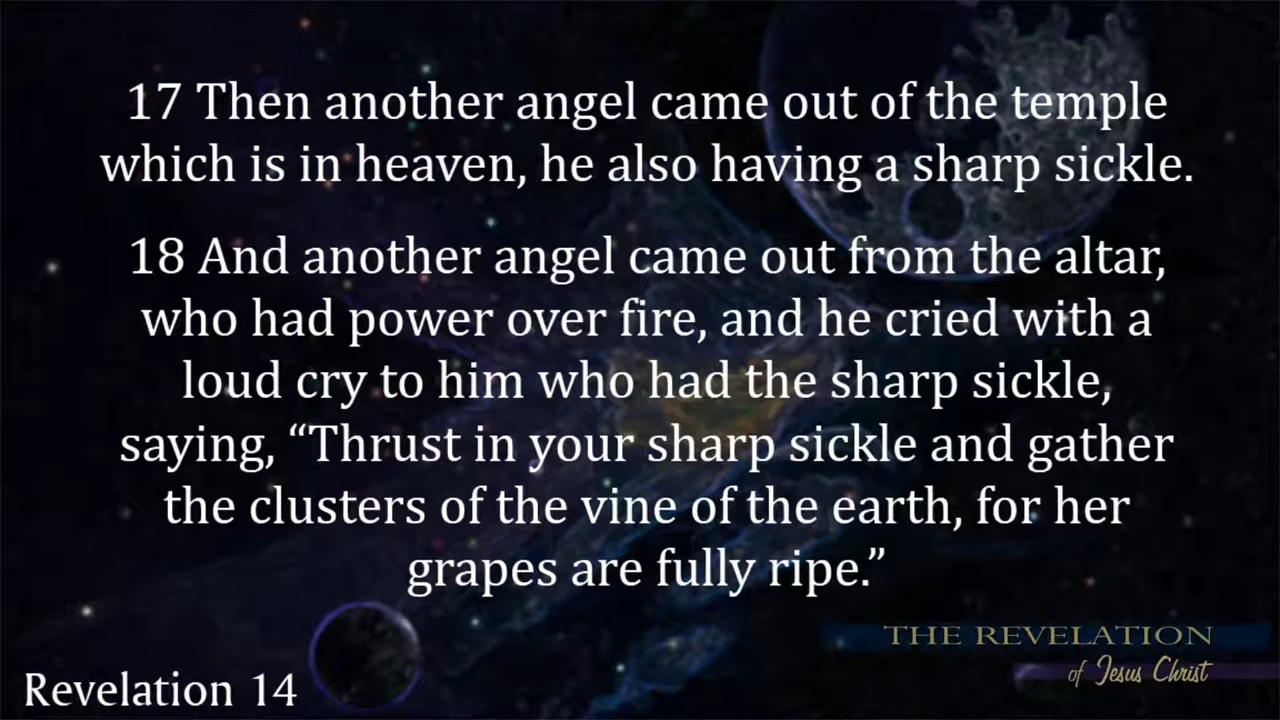 17 Then another angel came out of the temple
which is in heaven, he also having a sharp sickle.
18 And another angel came out from the altar,
who had power over fire, and he cried with a
loud cry to him who had the sharp sickle,
saying, “Thrust in your sharp sickle and gather
the clusters of the vine of the earth, for her
grapes are fully ripe.”
THE REVELATION
of Jesus Christ
Revelation 14